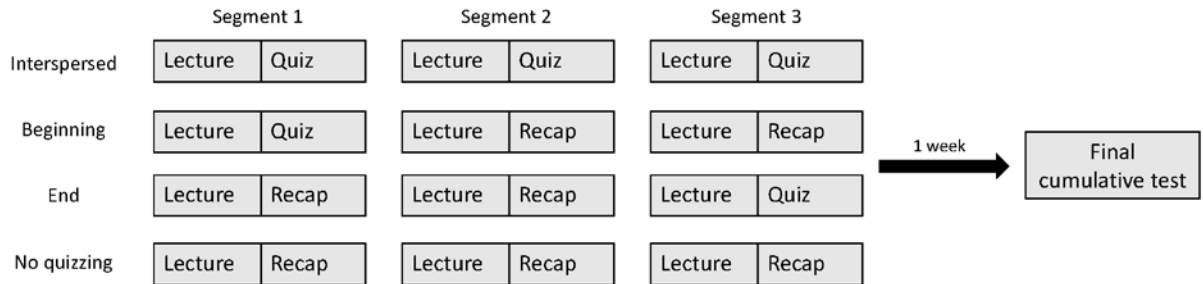 Segment 1 Segment 2 Segment 3
Interspersed Lecture Quiz Lecture Quiz Lecture Quiz
Beginning Lecture Quiz Lecture Recap Lecture Recap
1 week
Final
cumulative test
End Lecture Recap Lecture Recap Lecture Quiz
No quizzing Lecture Recap Lecture Recap Lecture Recap